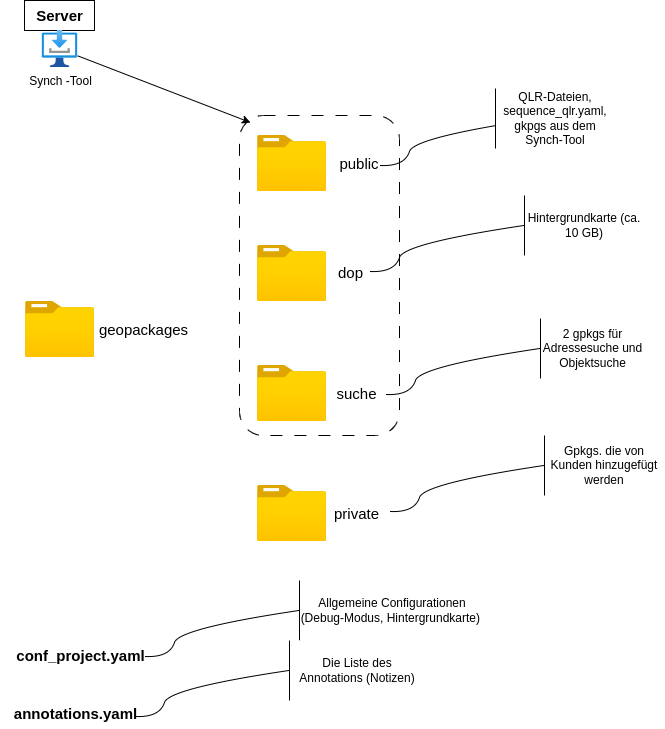 Server
Synch -Tool
QLR-Dateien,
sequence_qlr.yaml,
gkpgs aus dem
Synch-Tool
public
Hintergrundkarte (ca.
10 GB)
dop
geopackages
2 gpkgs für
Adressesuche und
Objektsuche
suche
Gpkgs. die von
Kunden hinzugefügt
werden
private
Allgemeine Configurationen
(Debug-Modus, Hintergrundkarte)
conf_project.yaml
Die Liste des
Annotations (Notizen)
annotations.yaml